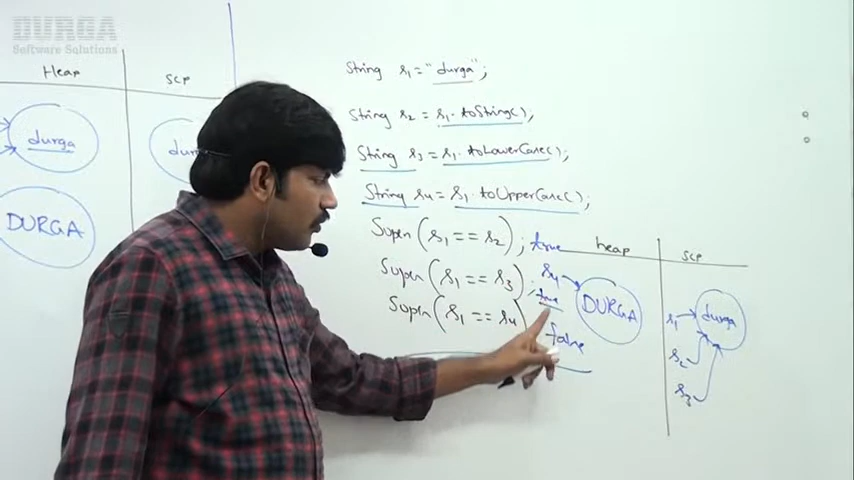 DURGA
Software Solutions
Heap SCP
durga
DURGA
String s1 = "durga";
String s2 = s1.toString();
String s3 = s1.toLowerCase();
String s4 = s1.toUpperCase();
Sopln(s1 == s2); true
Sopln(s1 == s3); true
Sopln(s1 == s4) false
heap SCP
s4 DURGA
s1 durga
s2
s3